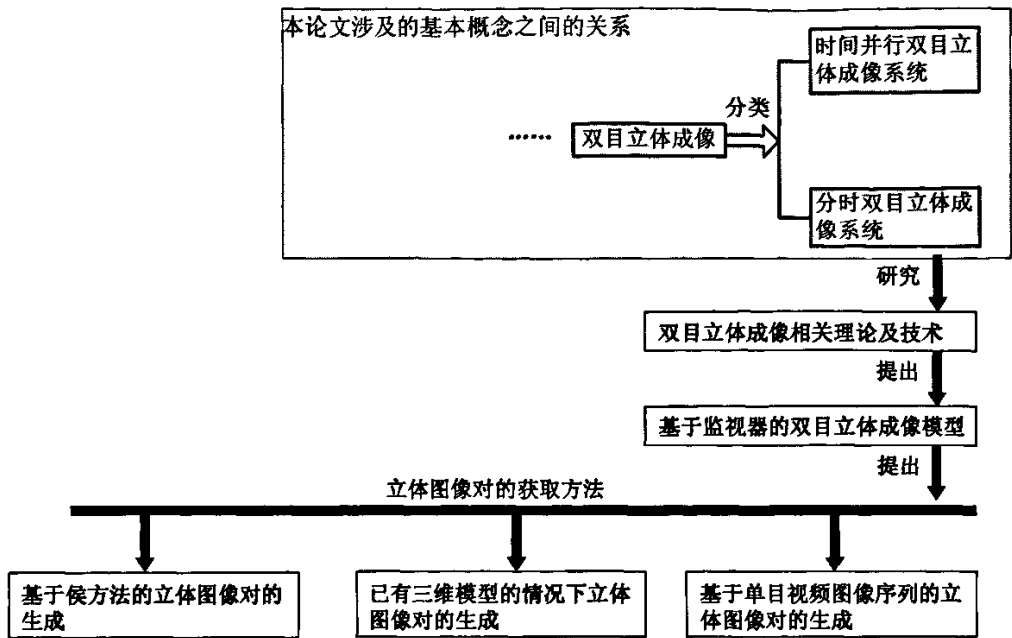 本论文涉及的基本概念之间的关系
时间并行双目立
体成像系统
分类
······
双目立体成像
分时双目立体成
像系统
研究
双目立体成像相关理论及技术
提出
基于监视器的双目立体成像模型
提出
立体图像对的获取方法
基于侯方法的立体图像对的
生成
已有三维模型的情况下立体
图像对的生成
基于单目视频图像序列的立
体图像对的生成